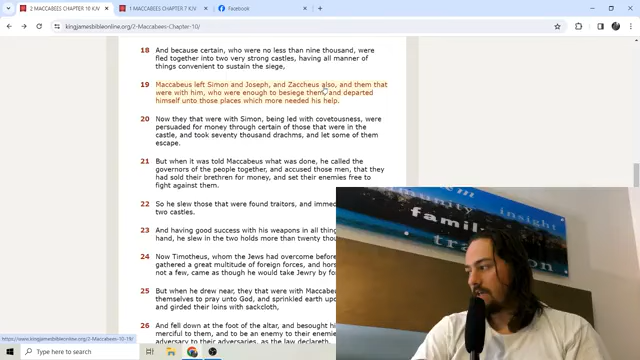 2 MACCABEES CHAPTER 10 KJV
1 MACCABEES CHAPTER 7 KJV
Facebook
kingjamesbibleonline.org/2-Maccabees-Chapter-10/
18 And because certain, who were no less than nine thousand, were
fled together into two very strong castles, having all manner of
things convenient to sustain the siege,
19 Maccabeus left Simon and Joseph, and Zaccheus also, and them that
were with him, who were enough to besiege them, and departed
himself unto those places which more needed his help.
20 Now they that were with Simon, being led with covetousness, were
persuaded for money through certain of those that were in the
castle, and took seventy thousand drachms, and let some of them
escape.
21 But when it was told Maccabeus what was done, he called the
governors of the people together, and accused those men, that they
had sold their brethren for money, and set their enemies free to
fight against them.
22 So he slew those that were found traitors, and immed
two castles.
23 And having good success with his weapons in all thing
hand, he slew in the two holds more than twenty thou
24 Now Timotheus, whom the Jews had overcome before
gathered a great multitude of foreign forces, and hors
not a few, came as though he would take Jewry by for
25 But when he drew near, they that were with Maccabe
themselves to pray unto God, and sprinkled earth upo
and girded their loins with sackcloth,
26 And fell down at the foot of the altar, and besought hi
merciful to them, and to be an enemy to their enemie
adversary to their adversaries, as the law declareth.
insight
community
family
tra
https://www.kingjamesbibleonline.org/2-Maccabees-10-19/
Type here to search